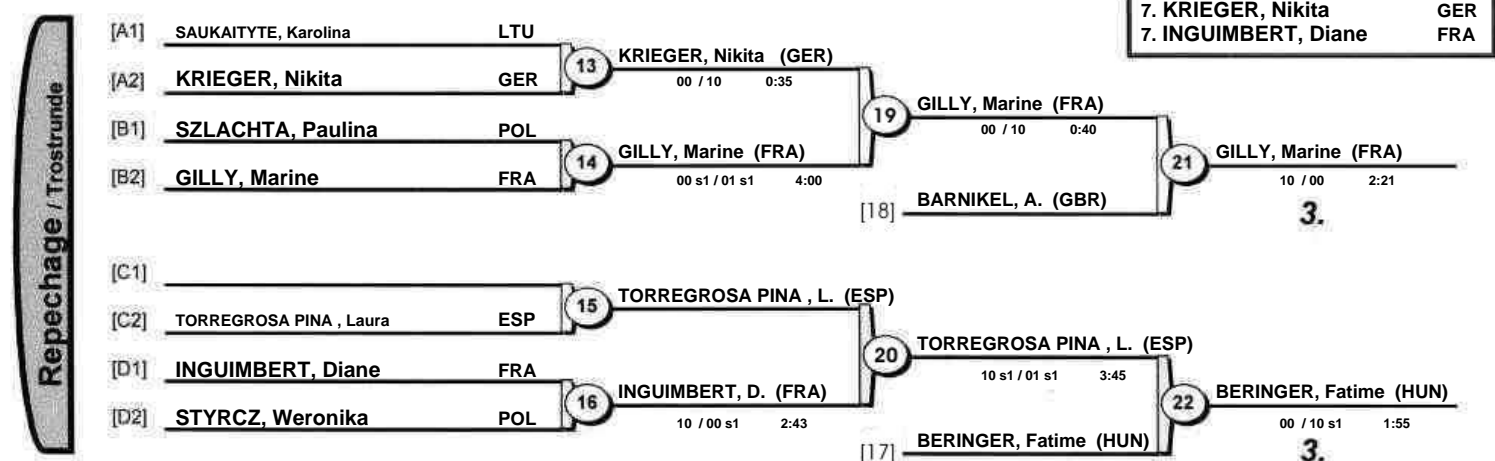 7. KRIEGER, Nikita GER
7. INGUIMBERT, Diane FRA
Repechage / Trostrunde
[A1] SAUKAITYTE, Karolina LTU
[A2] KRIEGER, Nikita GER
13
KRIEGER, Nikita (GER)
00 / 10 0:35
[B1] SZLACHTA, Paulina POL
[B2] GILLY, Marine FRA
14
GILLY, Marine (FRA)
00 s1 / 01 s1 4:00
19
GILLY, Marine (FRA)
00 / 10 0:40
[18] BARNIKEL, A. (GBR)
21
GILLY, Marine (FRA)
10 / 00 2:21
3.
[C1]
[C2] TORREGROSA PINA , Laura ESP
15
TORREGROSA PINA , L. (ESP)
[D1] INGUIMBERT, Diane FRA
[D2] STYRCZ, Weronika POL
16
INGUIMBERT, D. (FRA)
10 / 00 s1 2:43
20
TORREGROSA PINA , L. (ESP)
10 s1 / 01 s1 3:45
[17] BERINGER, Fatime (HUN)
22
BERINGER, Fatime (HUN)
00 / 10 s1 1:55
3.